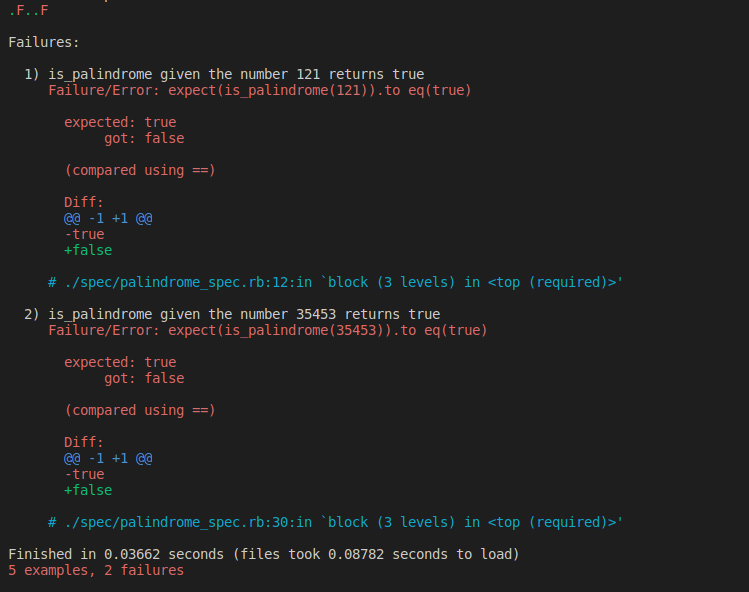 .F..F
Failures:
1) is_palindrome given the number 121 returns true
Failure/Error: expect(is_palindrome(121)).to eq(true)
expected: true
got: false
(compared using ==)
Diff:
@@ -1 +1 @@
-true
+false
# ./spec/palindrome_spec.rb:12:in `block (3 levels) in <top (required)>'
2) is_palindrome given the number 35453 returns true
Failure/Error: expect(is_palindrome(35453)).to eq(true)
expected: true
got: false
(compared using ==)
Diff:
@@ -1 +1 @@
-true
+false
# ./spec/palindrome_spec.rb:30:in `block (3 levels) in <top (required)>'
Finished in 0.03662 seconds (files took 0.08782 seconds to load)
5 examples, 2 failures